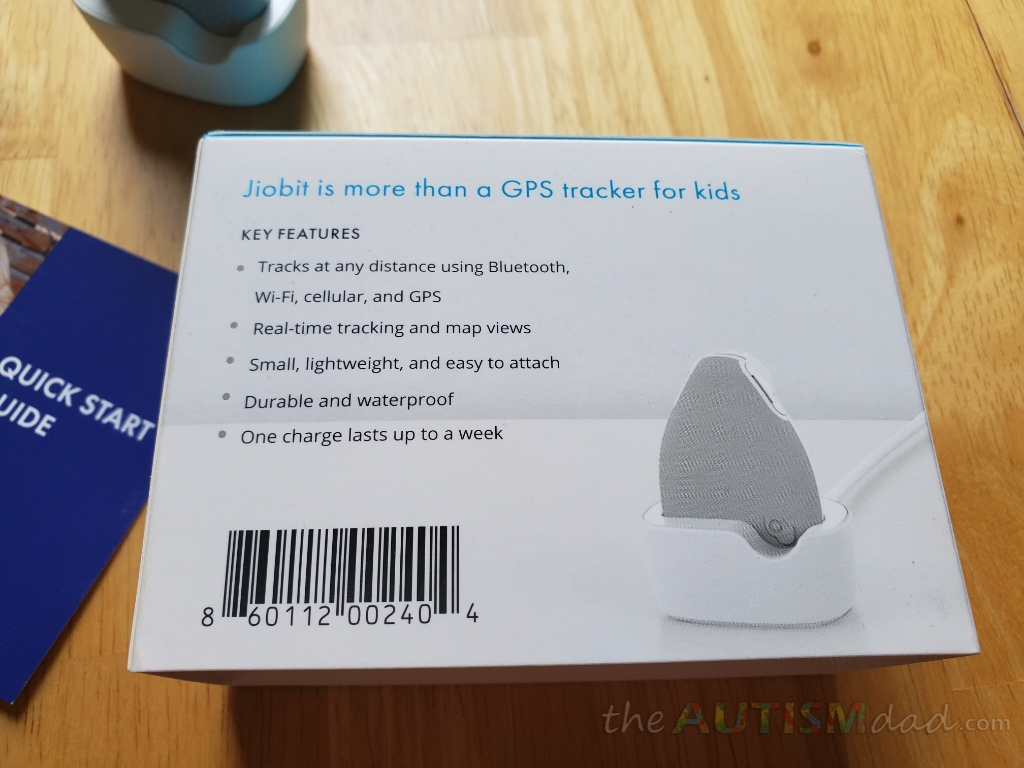 Jiobit is more than a GPS tracker for kids
KEY FEATURES
• Tracks at any distance using Bluetooth,
Wi-Fi, cellular, and GPS
• Real-time tracking and map views
• Small, lightweight, and easy to attach
• Durable and waterproof
• One charge lasts up to a week
8 60112 00240 4
QUICK START
UIDE
the AUTISMdad.com